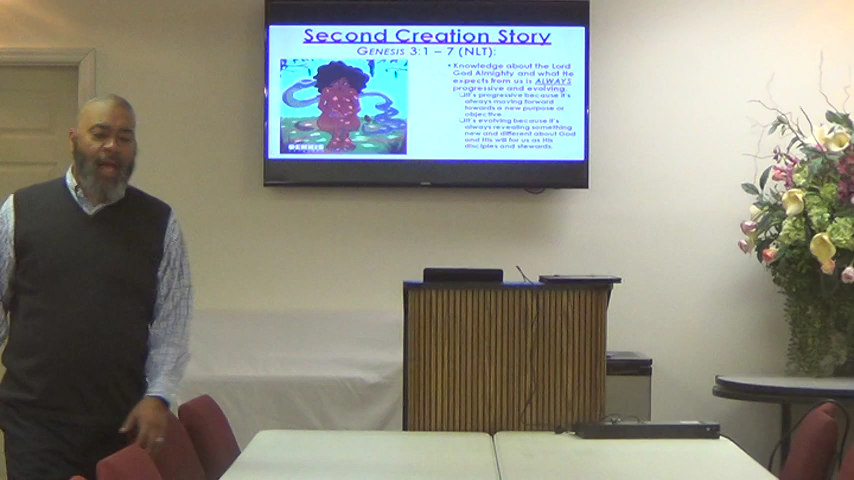 Second Creation Story
GENESIS 3:1 – 7 (NLT):
• Knowledge about the Lord
God Almighty and what He
expects from us is ALWAYS
progressive and evolving.
❑It's progressive because it's
always moving forward
towards a new purpose or
objective.
❑It's evolving because it's
always revealing something
new and different about God
and His will for us as His
disciples and stewards.
DENNIS